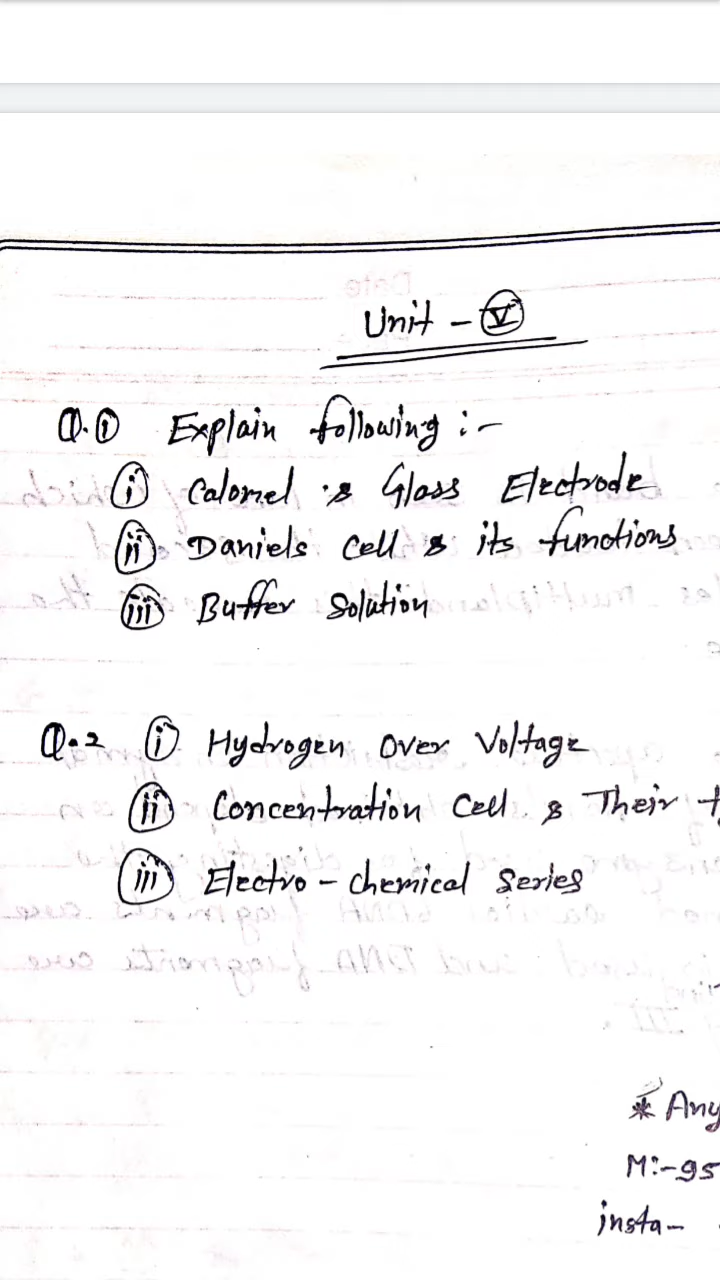 Unit - V
Q.1 Explain following :-
i Calomel & Glass Electrode
ii Daniels Cell & its functions
iii Buffer Solution
Q.2 i Hydrogen Over Voltage
ii Concentration Cell & Their
iii Electro-chemical Series
* Any
M:-95
insta-